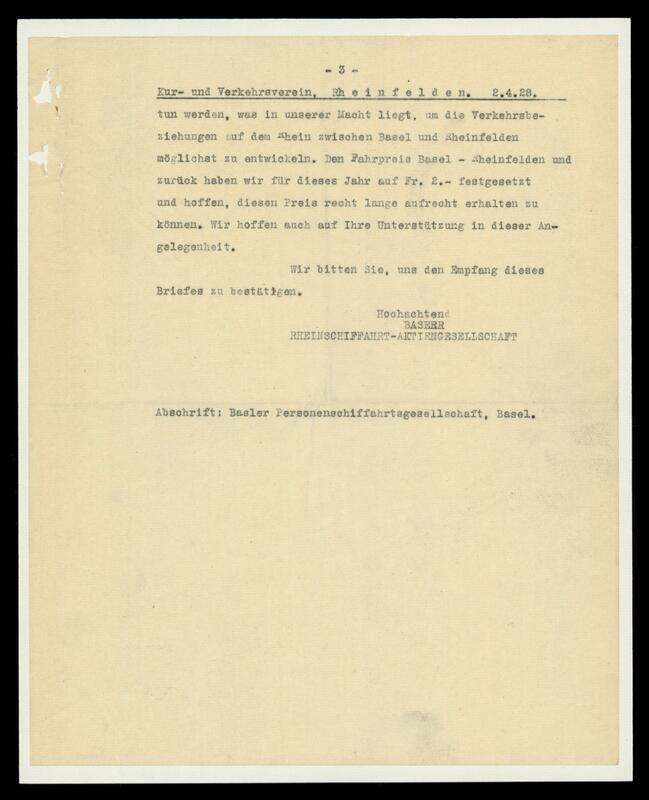 - 3 -
Kur- und Verkehrsverein, R h e i n f e l d e n. 2.4.28.
tun werden, was in unserer Macht liegt, um die Verkehrsbe-
ziehungen auf dem Rhein zwischen Basel und Rheinfelden
möglichst zu entwickeln. Den Fahrpreis Basel - Rheinfelden und
zurück haben wir für dieses Jahr auf Fr. 2.- festgesetzt
und hoffen, diesen Preis recht lange aufrecht erhalten zu
können. Wir hoffen auch auf Ihre Unterstützung in dieser An-
gelegenheit.
Wir bitten Sie, uns den Empfang dieses
Briefes zu bestätigen.
Hochachtend
BASERR
RHEINSCHIFFAHRT-AKTIENGESELLSCHAFT
Abschrift: Basler Personenschiffahrtsgesellschaft, Basel.